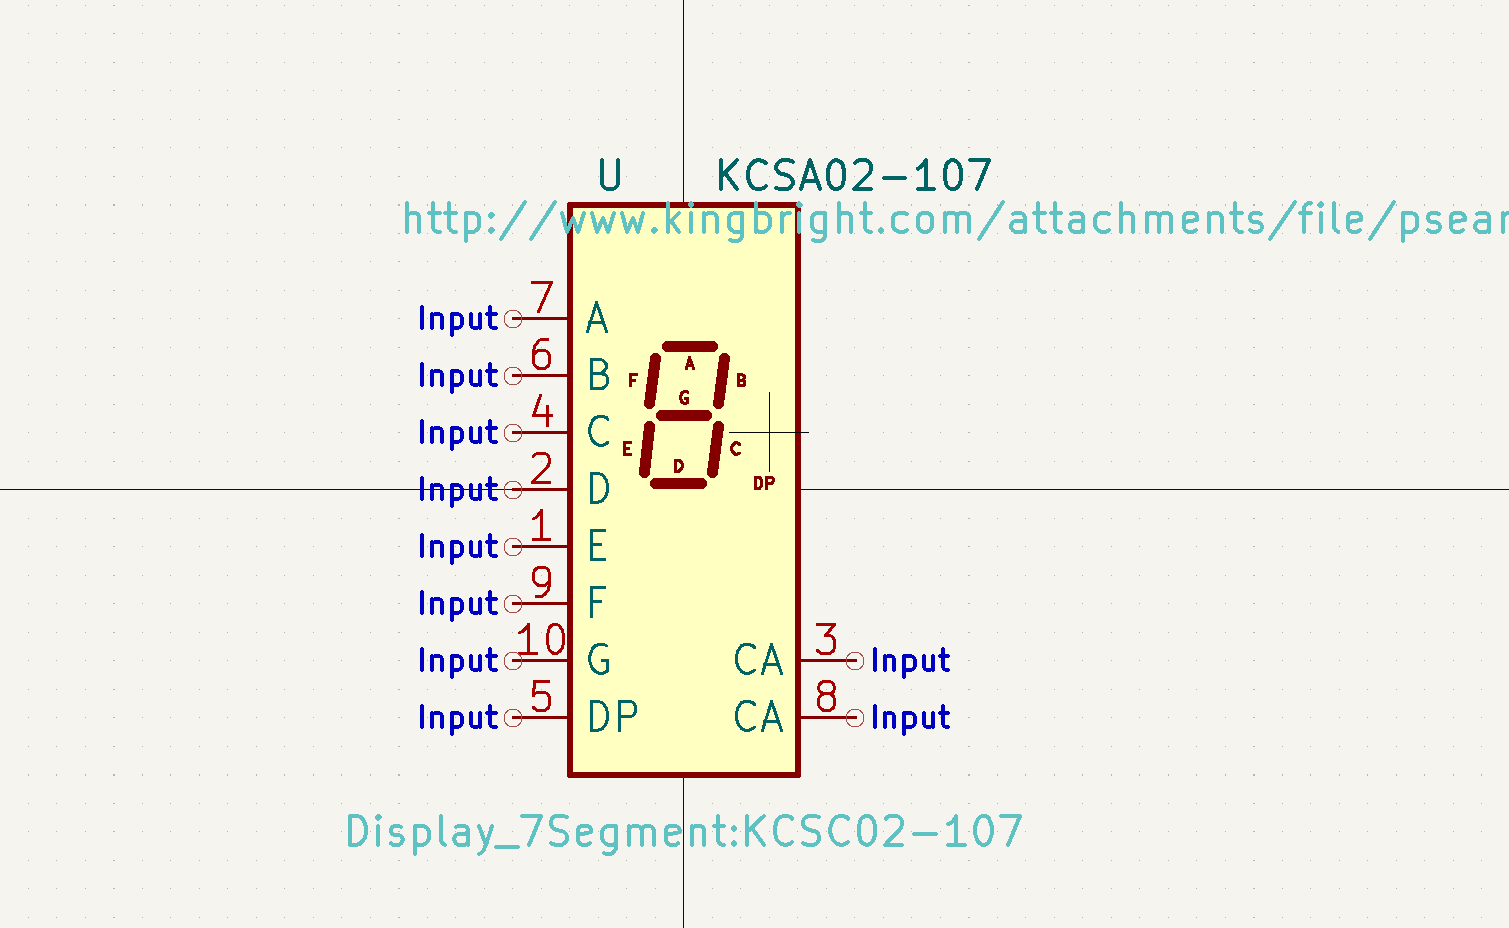 U KCSA02-107
http://www.kingbright.com/attachments/file/psear
Input 7 A
Input 6 B
Input 4 C
Input 2 D
Input 1 E
Input 9 F
Input 10 G
Input 5 DP
A
F B
G
E C
D
DP
CA 3 Input
CA 8 Input
Display_7Segment:KCSC02-107